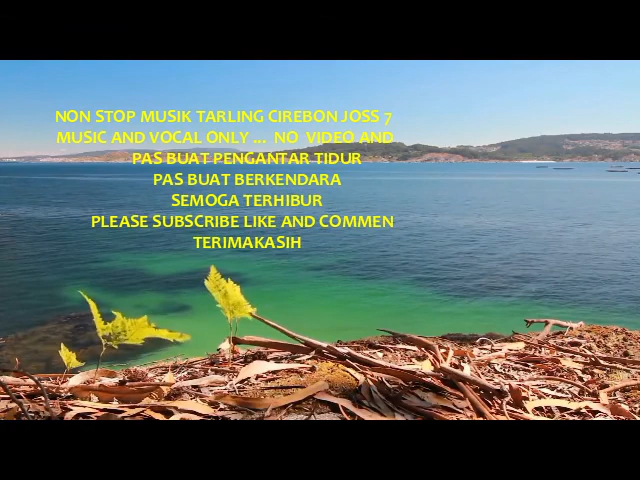 NON STOP MUSIK TARLING CIREBON JOSS 7
MUSIC AND VOCAL ONLY ... NO VIDEO AND
PAS BUAT PENGANTAR TIDUR
PAS BUAT BERKENDARA
SEMOGA TERHIBUR
PLEASE SUBSCRIBE LIKE AND COMMEN
TERIMAKASIH